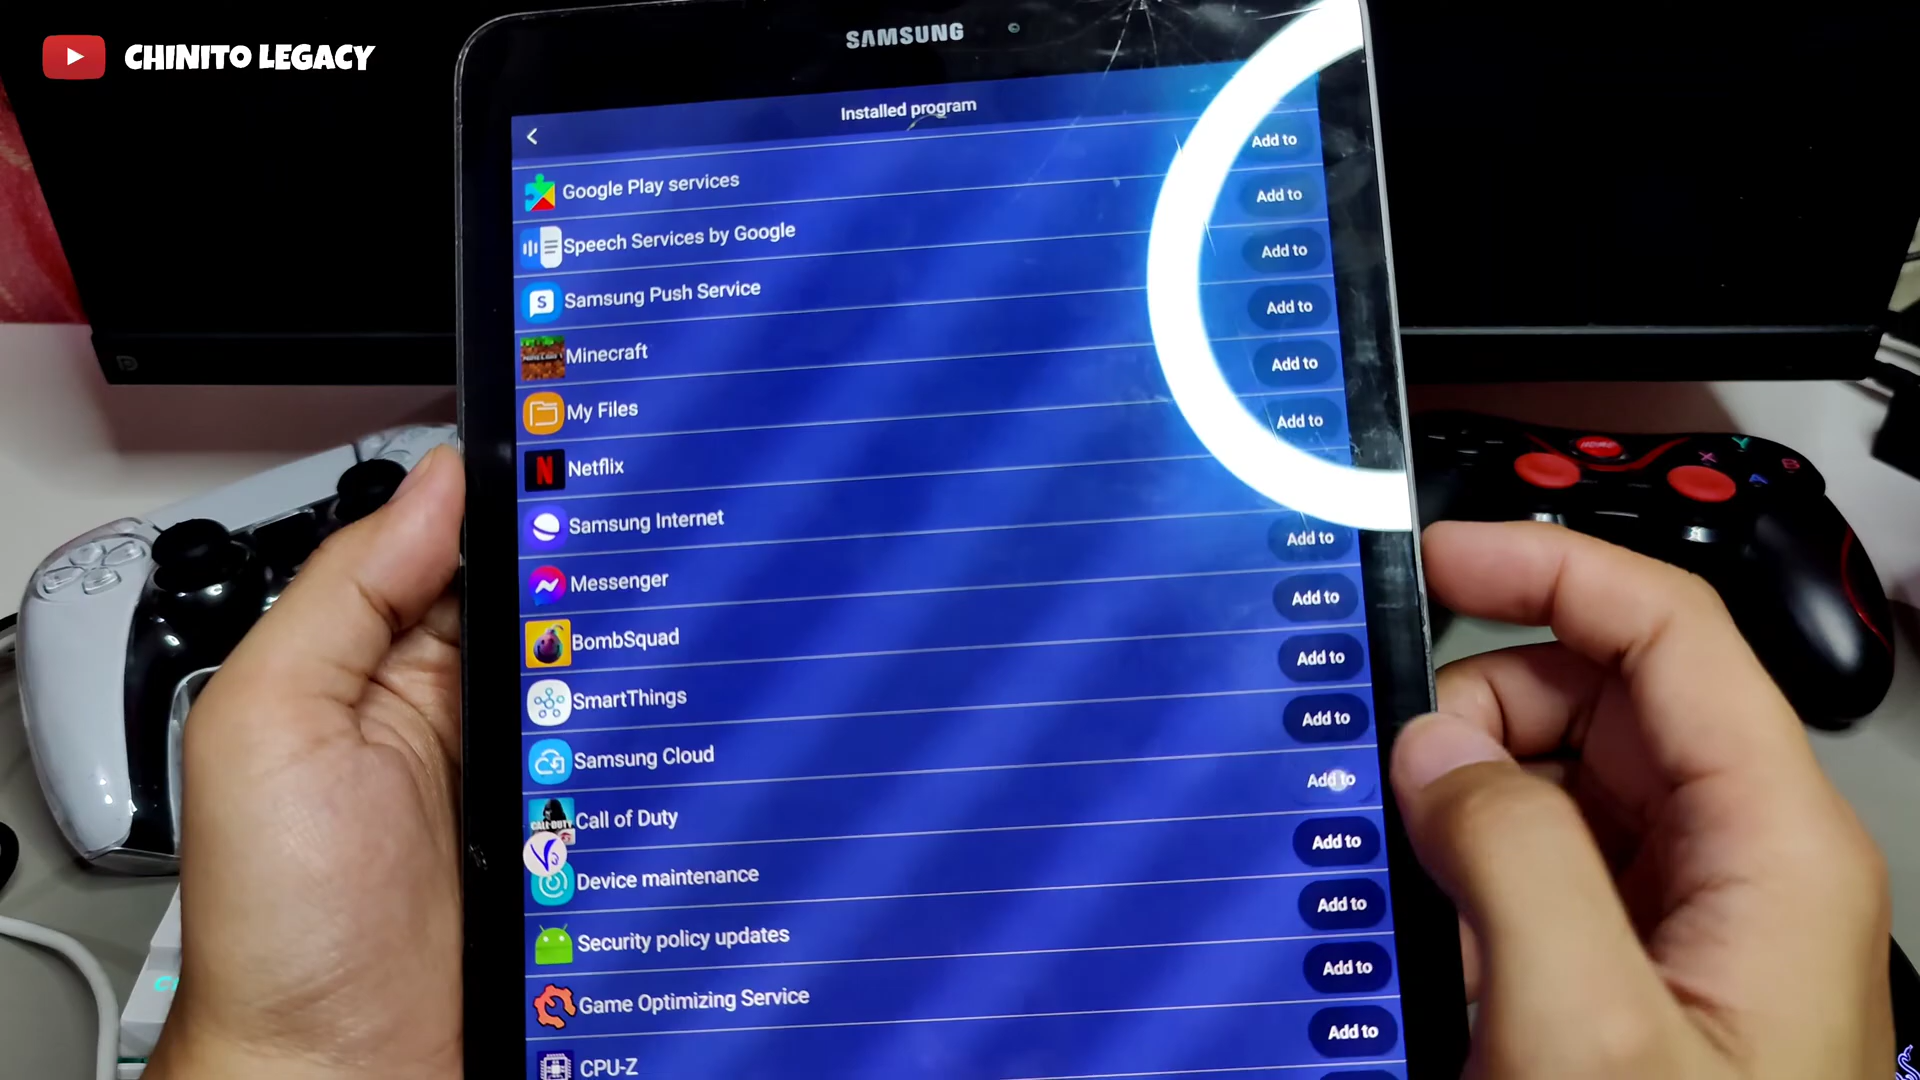 CHINITO LEGACY
SAMSUNG
Installed program
Add to
Google Play services
Add to
Speech Services by Google
Add to
Samsung Push Service
Add to
Minecraft
Add to
My Files
Add to
Netflix
Samsung Internet
Add to
Messenger
Add to
BombSquad
Add to
SmartThings
Add to
Samsung Cloud
Add to
Call of Duty
Add to
Device maintenance
Add to
Security policy updates
Add to
Game Optimizing Service
Add to
CPU-Z
HOME
X
Y
B
A